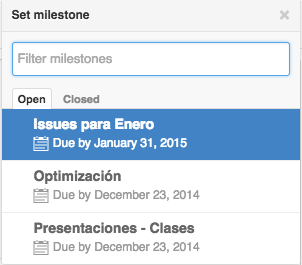 Set milestone
Filter milestones
Open Closed
Issues para Enero
Due by January 31, 2015
Optimización
Due by December 23, 2014
Presentaciones - Clases
Due by December 23, 2014